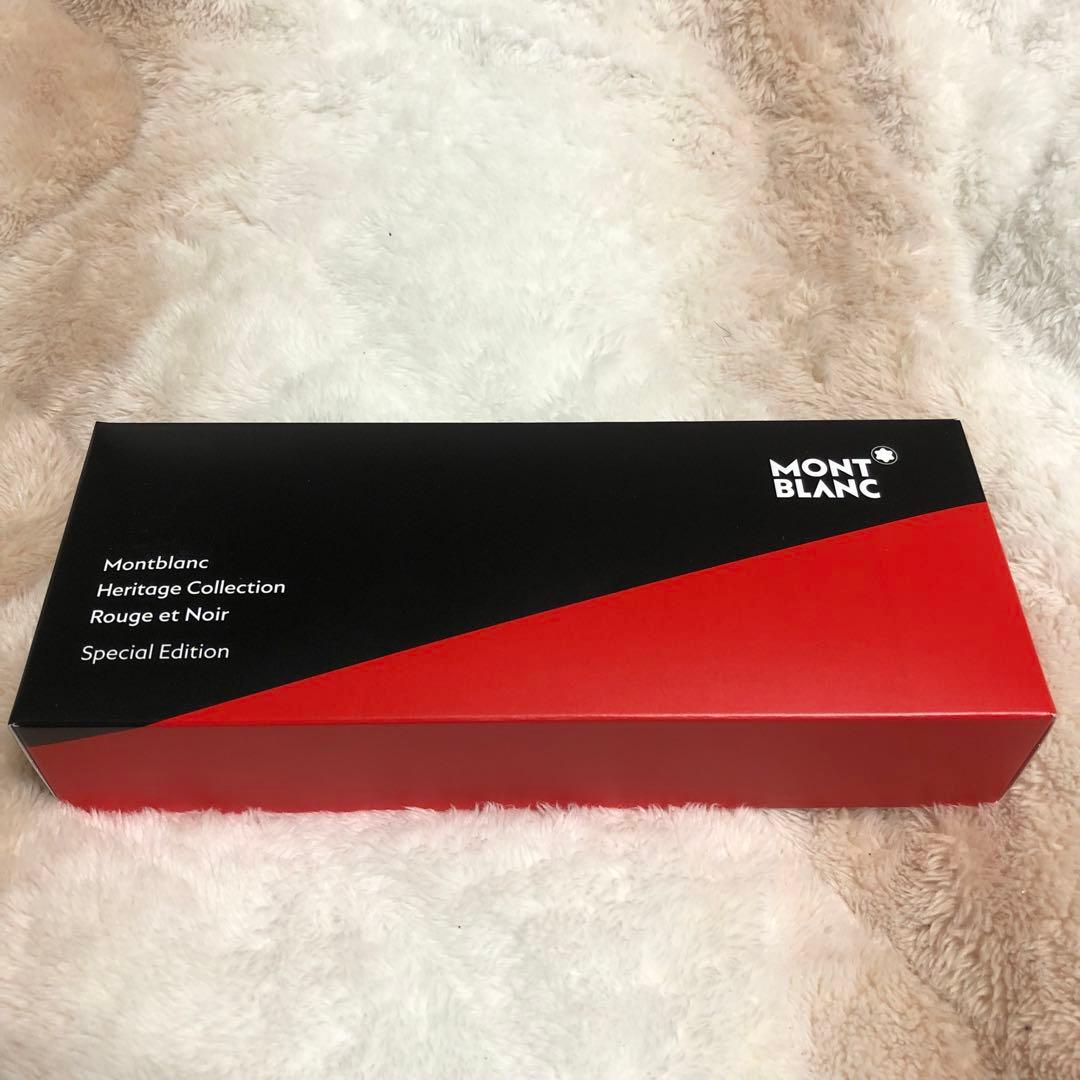 MONT
BLANC
Montblanc
Heritage Collection
Rouge et Noir
Special Edition